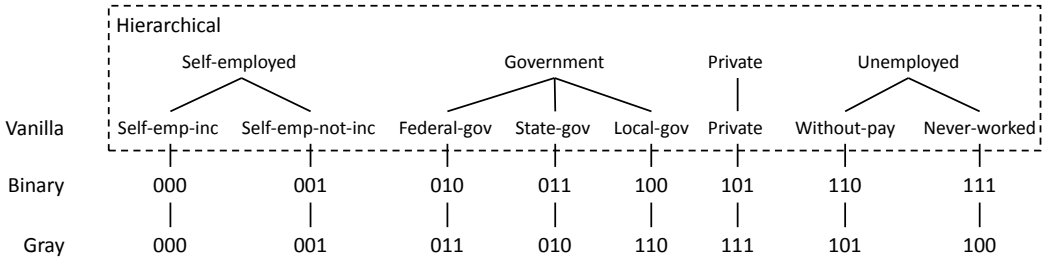 Hierarchical
Self-employed Government Private Unemployed
Vanilla Self-emp-inc Self-emp-not-inc Federal-gov State-gov Local-gov Private Without-pay Never-worked
Binary 000 001 010 011 100 101 110 111
Gray 000 001 011 010 110 111 101 100